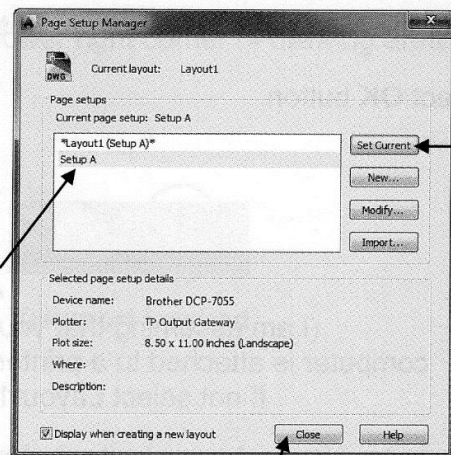 Page Setup Manager
DWG
Current layout: Layout1
Page setups
Current page setup: Setup A
*Layout1 (Setup A)*
Setup A
Set Current
New...
Modify...
Import...
Selected page setup details
Device name: Brother DCP-7055
Plotter: TP Output Gateway
Plot size: 8.50 x 11.00 inches (Landscape)
Where:
Description:
Display when creating a new layout
Close
Help